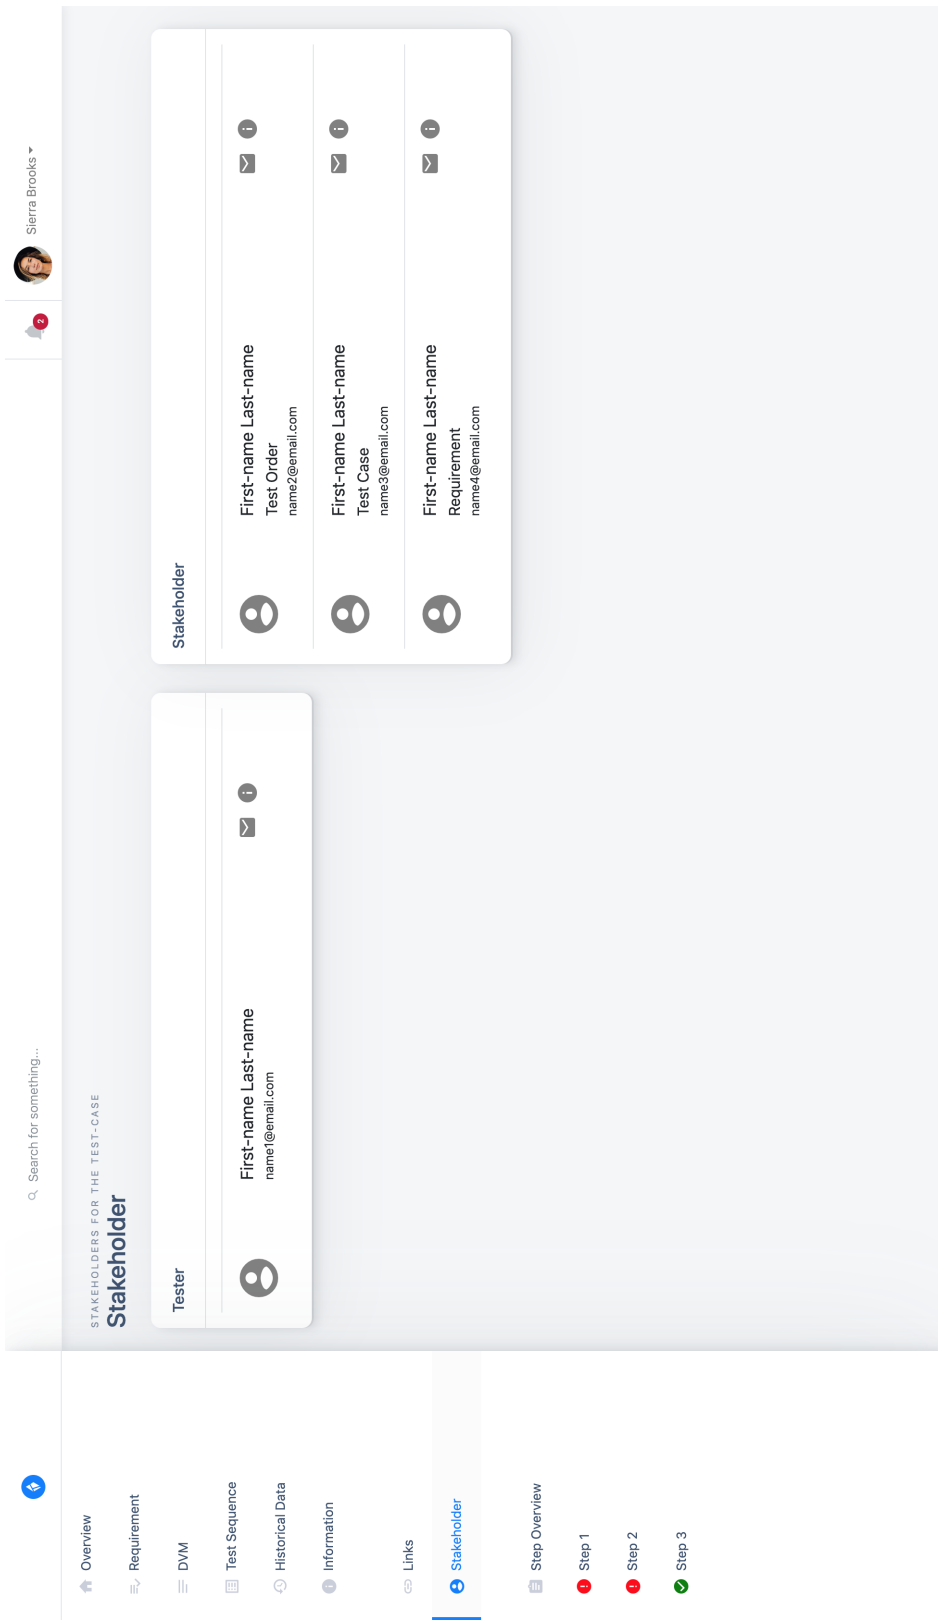 Search for something...
2
Sierra Brooks
Overview
Requirement
DVM
Test Sequence
Historical Data
Information
Links
Stakeholder
Step Overview
Step 1
Step 2
Step 3
STAKEHOLDERS FOR THE TEST-CASE
Stakeholder
Tester
First-name Last-name
name1@email.com
Stakeholder
First-name Last-name
Test Order
name2@email.com
First-name Last-name
Test Case
name3@email.com
First-name Last-name
Requirement
name4@email.com